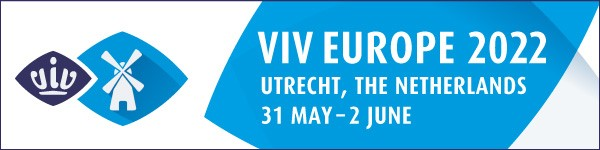 viv
VIV EUROPE 2022
UTRECHT, THE NETHERLANDS
31 MAY–2 JUNE